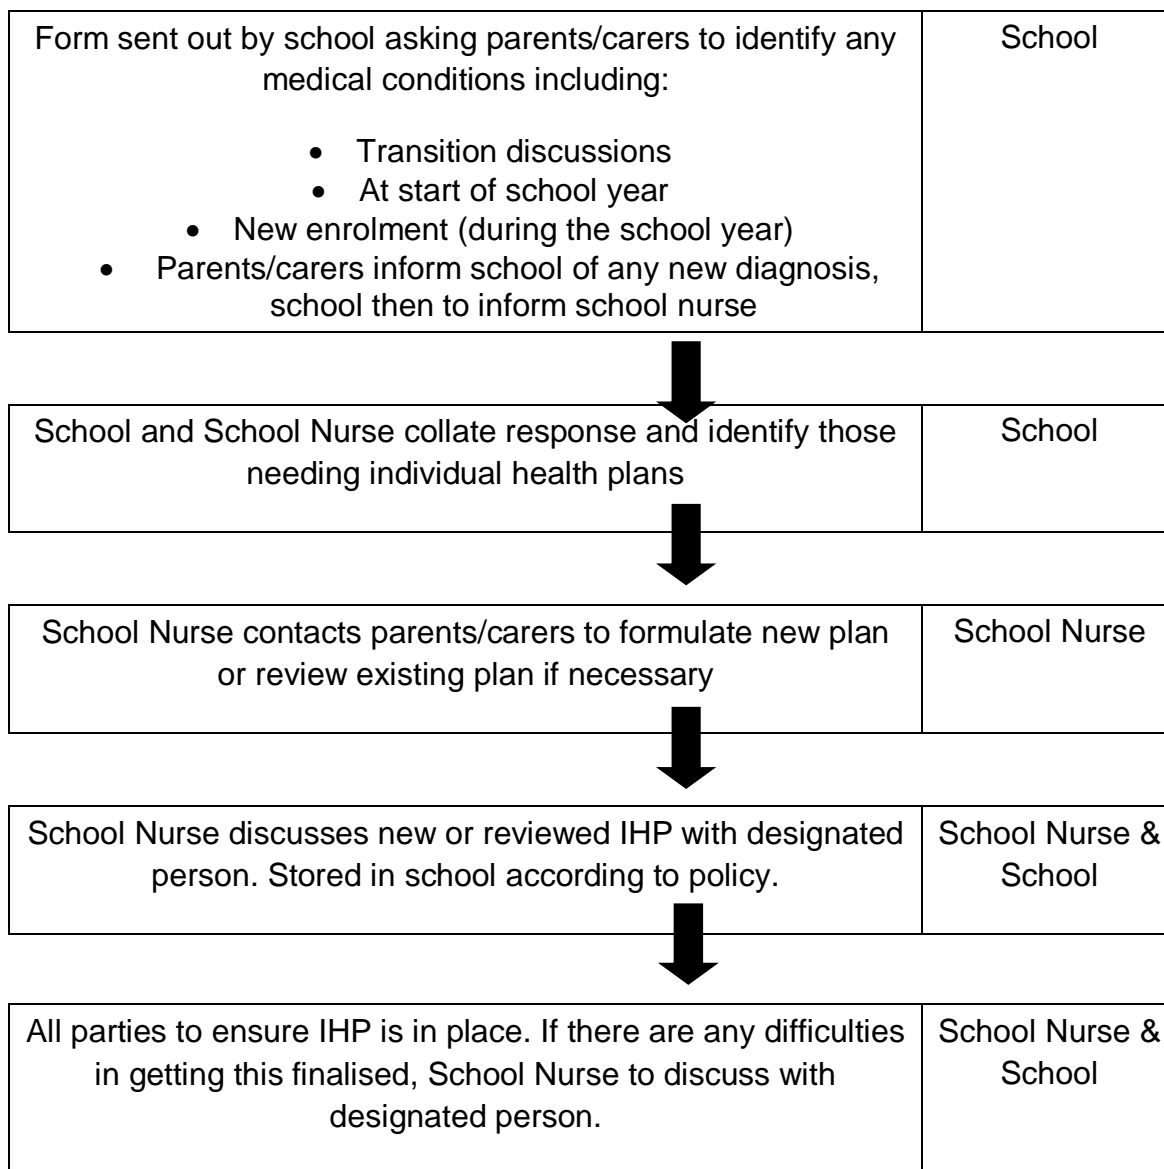 Form sent out by school asking parents/carers to identify any
medical conditions including:
• Transition discussions
• At start of school year
• New enrolment (during the school year)
• Parents/carers inform school of any new diagnosis,
school then to inform school nurse
School
School and School Nurse collate response and identify those
needing individual health plans
School
School Nurse contacts parents/carers to formulate new plan
or review existing plan if necessary
School Nurse
School Nurse discusses new or reviewed IHP with designated
person. Stored in school according to policy.
School Nurse &
School
All parties to ensure IHP is in place. If there are any difficulties
in getting this finalised, School Nurse to discuss with
designated person.
School Nurse &
School